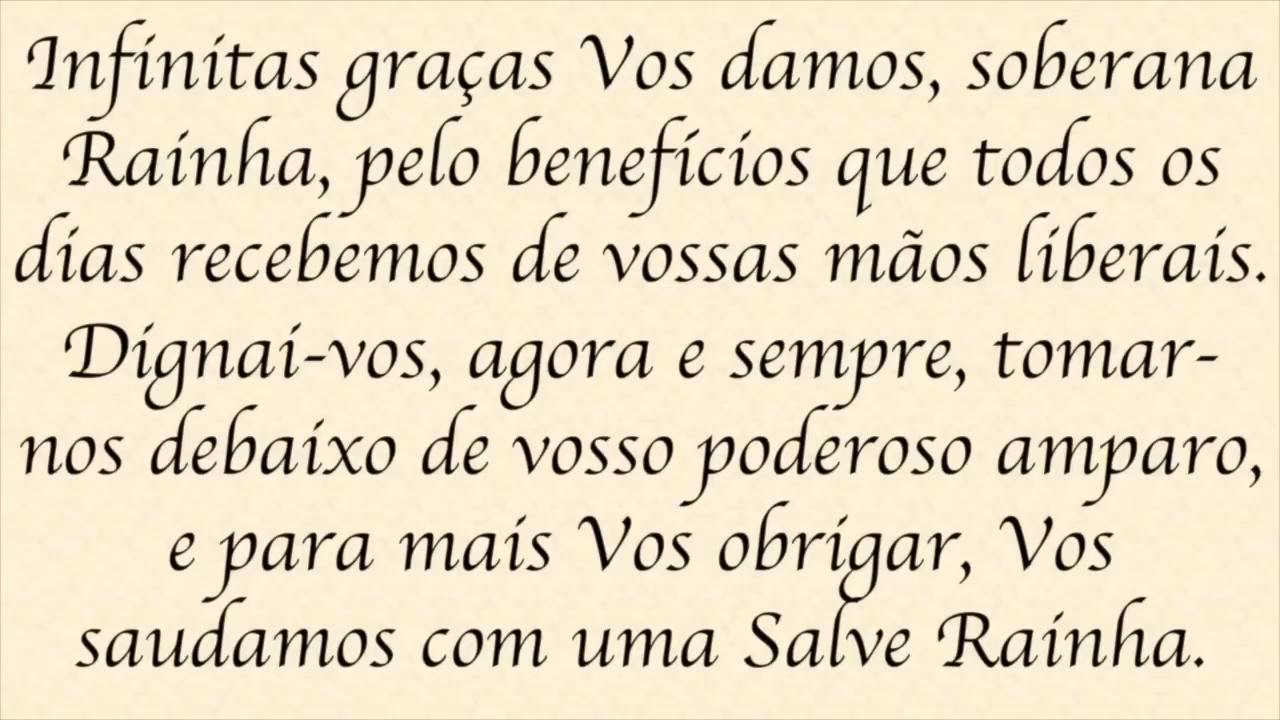 Infinitas graças Vos damos, soberana
Rainha, pelo benefícios que todos os
dias recebemos de vossas mãos liberais.
Dignai-vos, agora e sempre, tomar-
nos debaixo de vosso poderoso amparo,
e para mais Vos obrigar, Vos
saudamos com uma Salve Rainha.